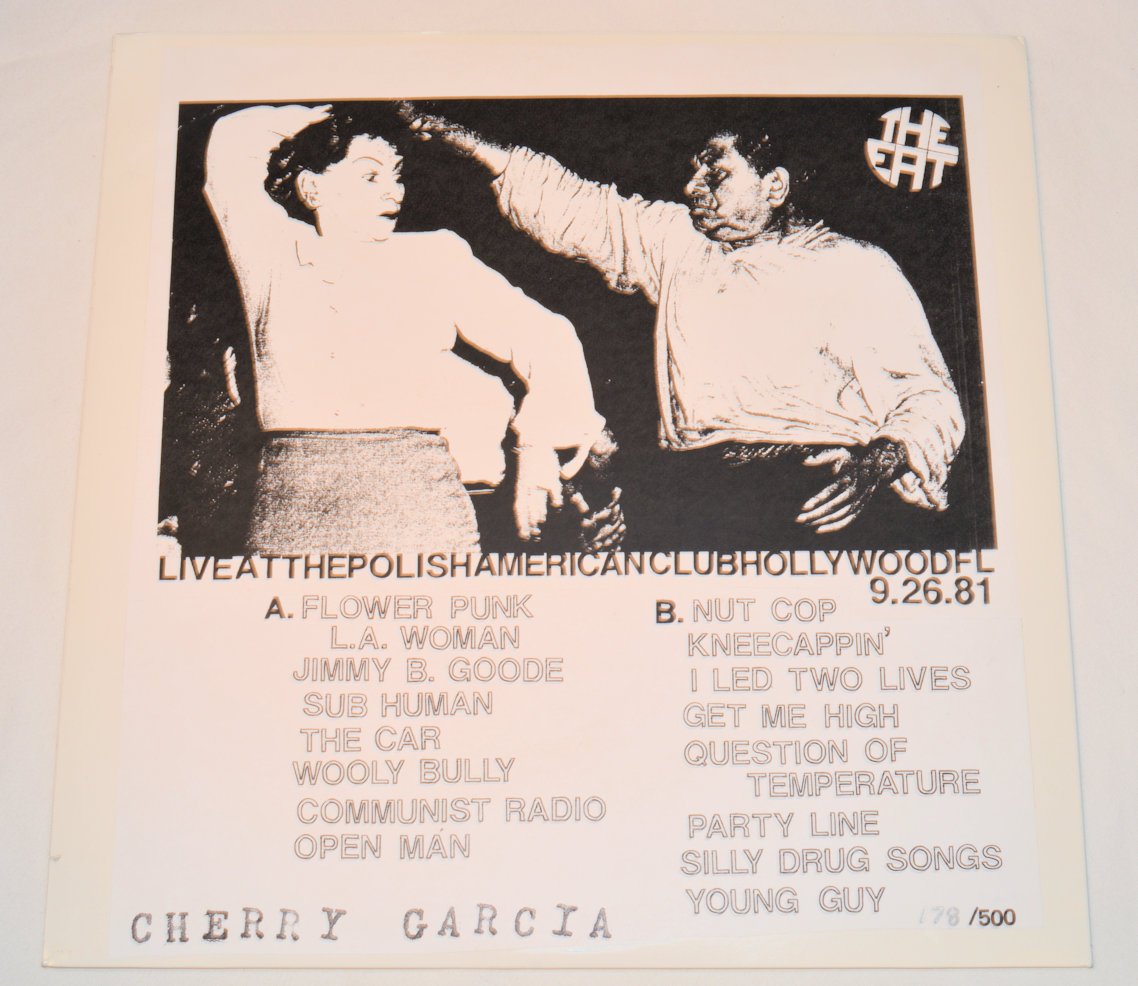 THE
EAT
LIVEATTHEPOLISHAMERICANCLUBHOLLYWOODFL
9.26.81
A. FLOWER PUNK
L.A. WOMAN
JIMMY B. GOODE
SUB HUMAN
THE CAR
WOOLY BULLY
COMMUNIST RADIO
OPEN MÁN
B. NUT COP
KNEECAPPIN'
I LED TWO LIVES
GET ME HIGH
QUESTION OF
TEMPERATURE
PARTY LINE
SILLY DRUG SONGS
YOUNG GUY
178 /500
CHERRY GARCIA